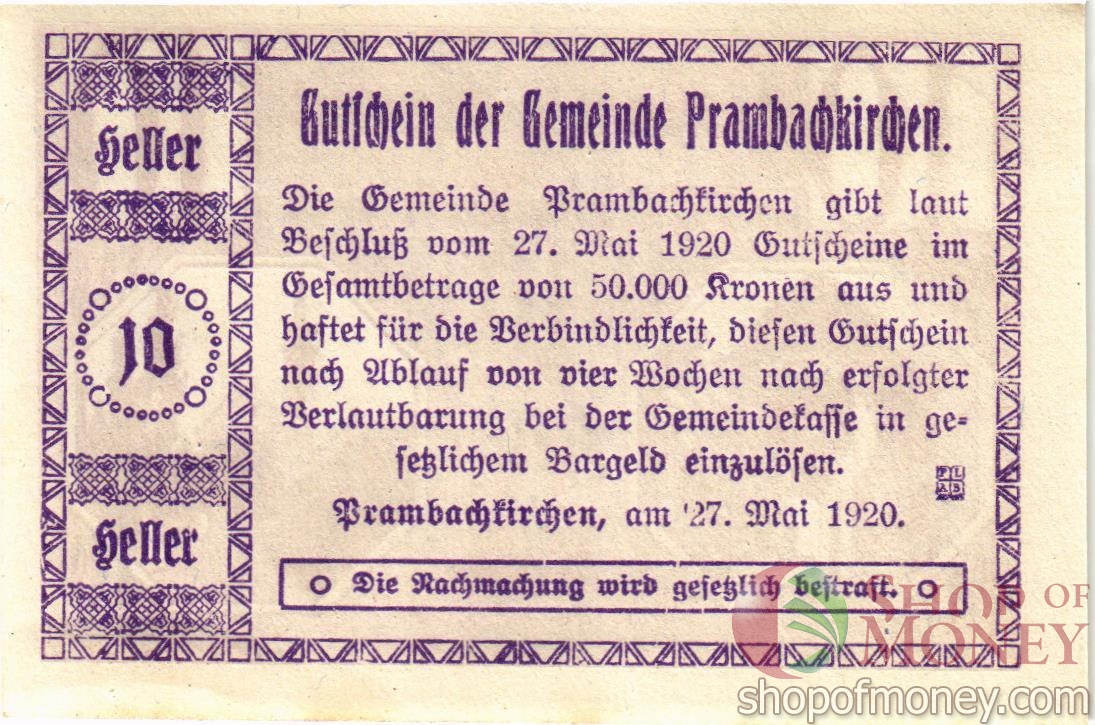 Heller
10
Heller
Gutschein der Gemeinde Prambachkirchen.
Die Gemeinde Prambachkirchen gibt laut
Beschluß vom 27. Mai 1920 Gutscheine im
Gesamtbetrage von 50.000 Kronen aus und
haftet für die Verbindlichkeit, diesen Gutschein
nach Ablauf von vier Wochen nach erfolgter
Verlautbarung bei der Gemeindekasse in ge=
setzlichem Bargeld einzulösen.
Prambachkirchen, am 27. Mai 1920.
Die Nachmachung wird gesetzlich bestraft.
SHOP OF
MONEY
shopofmoney.com